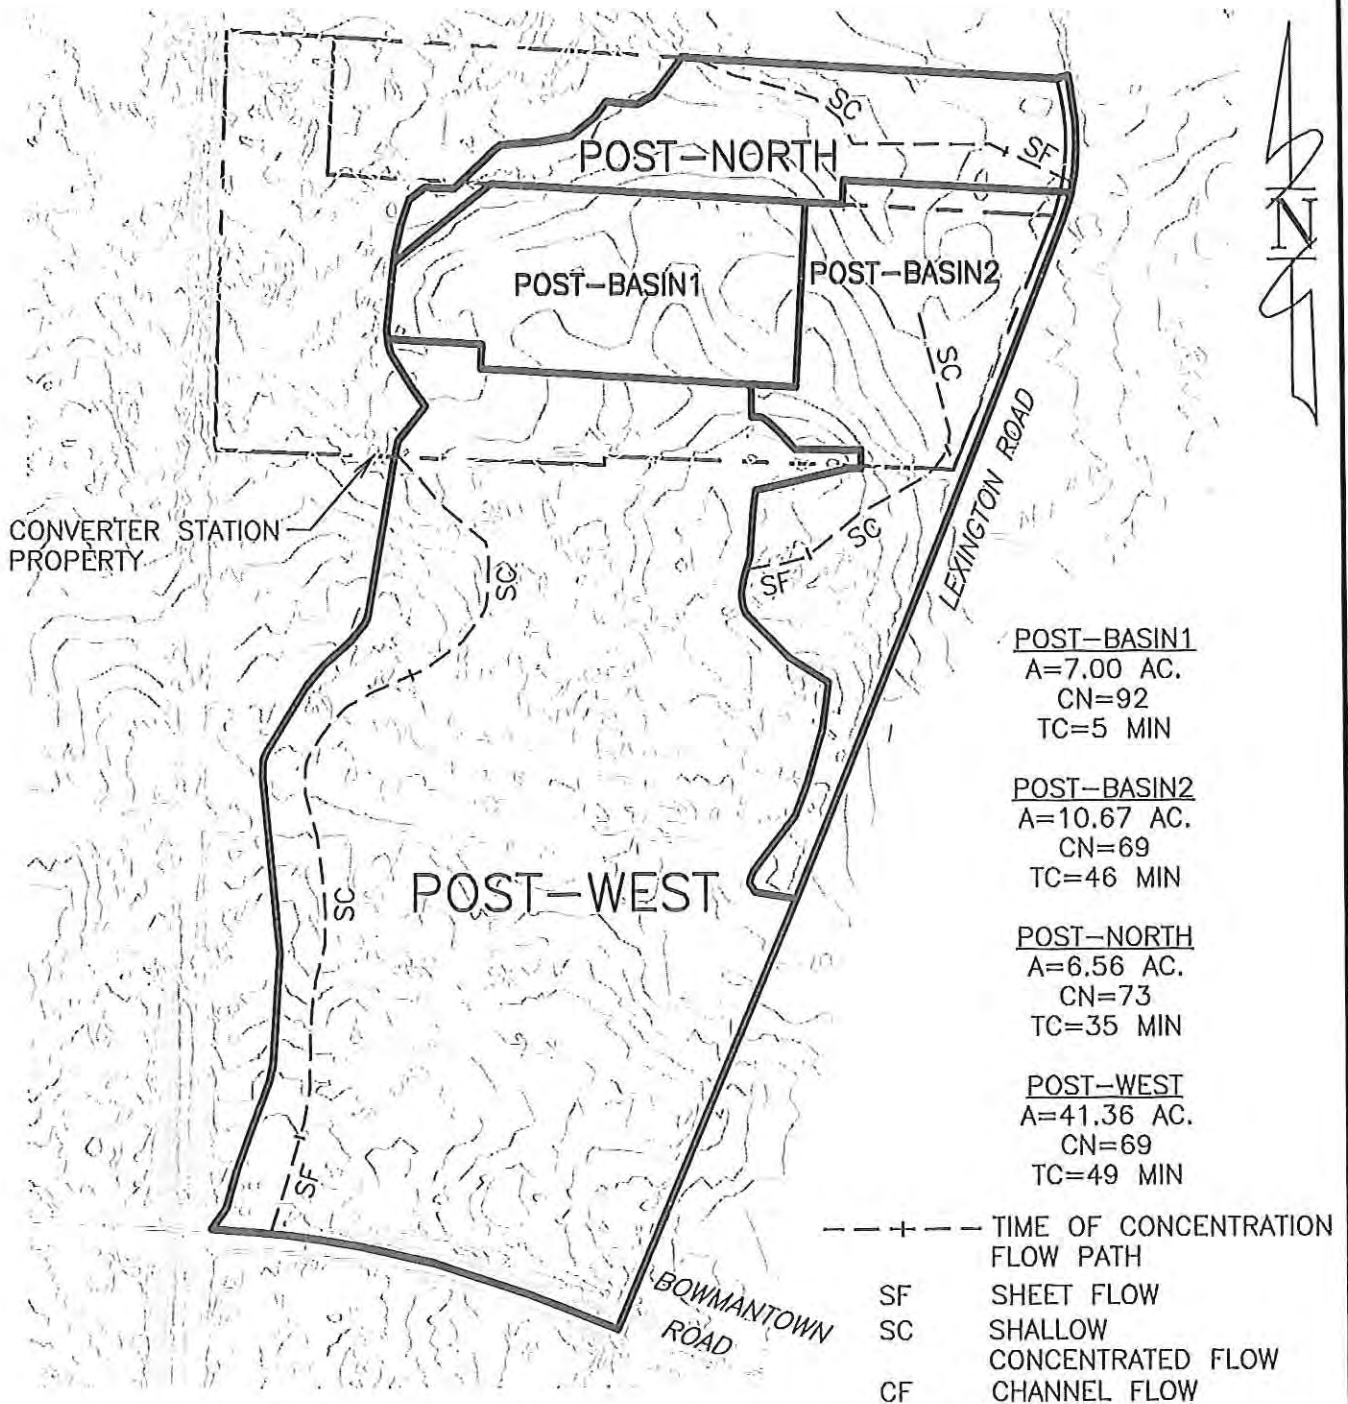 SC
POST-NORTH
SF
N
POST-BASIN1
POST-BASIN2
SC
LEXINGTON ROAD
CONVERTER STATION
PROPERTY
SC
SC
SF
POST-BASIN1
A=7.00 AC.
CN=92
TC=5 MIN
POST-BASIN2
A=10.67 AC.
CN=69
TC=46 MIN
POST-WEST
SC
POST-NORTH
A=6.56 AC.
CN=73
TC=35 MIN
POST-WEST
A=41.36 AC.
CN=69
TC=49 MIN
SF
TIME OF CONCENTRATION
FLOW PATH
BOWMANTOWN
ROAD
SF SHEET FLOW
SC SHALLOW
CONCENTRATED FLOW
CF CHANNEL FLOW